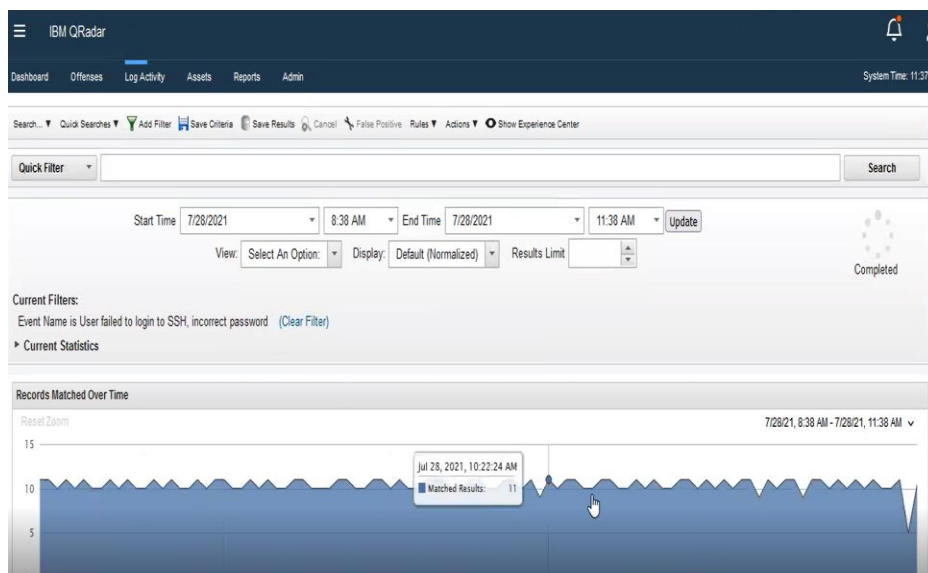 IBM QRadar
Dashboard Offenses Log Activity Assets Reports Admin System Time: 11:37
Search... Quick Searches Add Filter Save Criteria Save Results Cancel False Positive Rules Actions Show Experience Center
Quick Filter Search
Start Time 7/28/2021 8:38 AM End Time 7/28/2021 11:38 AM Update
View: Select An Option: Display: Default (Normalized) Results Limit
Completed
Current Filters:
Event Name is User failed to login to SSH, incorrect password (Clear Filter)
Current Statistics
Records Matched Over Time
Reset Zoom 7/28/21, 8:38 AM - 7/28/21, 11:38 AM
15
Jul 28, 2021, 10:22:24 AM
Matched Results: 11
10
5